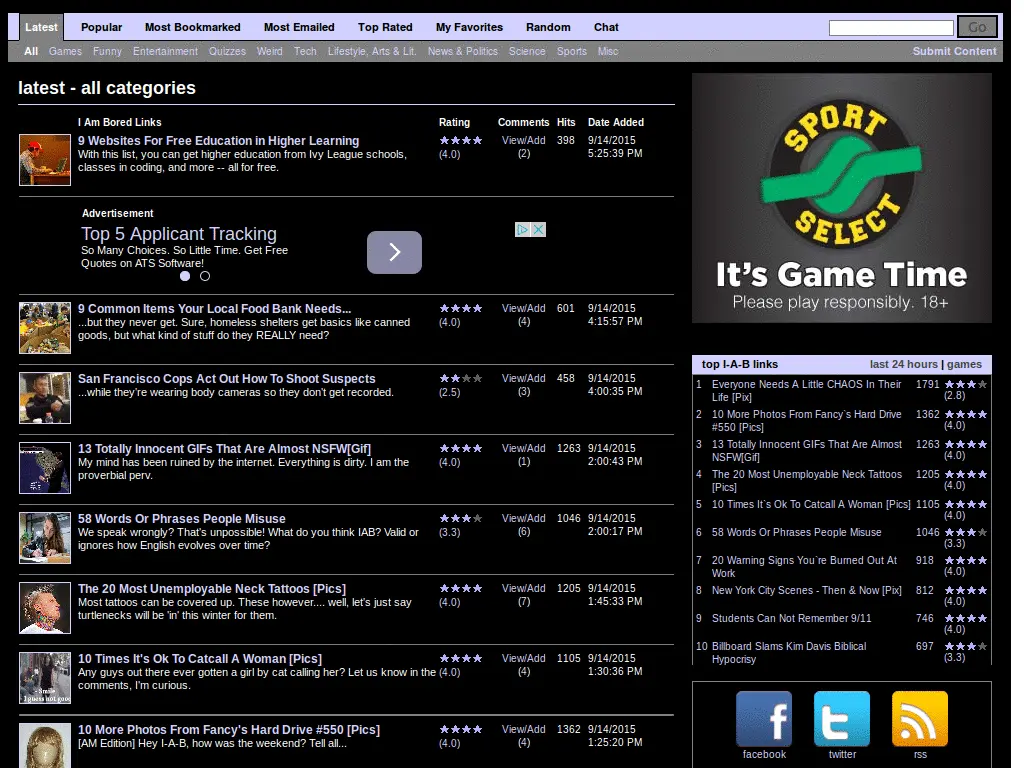 Latest Popular Most Bookmarked Most Emailed Top Rated My Favorites Random Chat Go
All Games Funny Entertainment Quizzes Weird Tech Lifestyle, Arts & Lit. News & Politics Science Sports Misc Submit Content
latest - all categories
I Am Bored Links Rating Comments Hits Date Added
9 Websites For Free Education in Higher Learning View/Add 398 9/14/2015
With this list, you can get higher education from Ivy League schools, (4.0) (2) 5:25:39 PM
classes in coding, and more -- all for free.
Advertisement
Top 5 Applicant Tracking
So Many Choices. So Little Time. Get Free
Quotes on ATS Software!
9 Common Items Your Local Food Bank Needs... View/Add 601 9/14/2015
...but they never get. Sure, homeless shelters get basics like canned (4.0) (4) 4:15:57 PM
goods, but what kind of stuff do they REALLY need?
San Francisco Cops Act Out How To Shoot Suspects View/Add 458 9/14/2015
...while they're wearing body cameras so they don't get recorded. (2.5) (3) 4:00:35 PM
13 Totally Innocent GIFs That Are Almost NSFW[Gif] View/Add 1263 9/14/2015
My mind has been ruined by the internet. Everything is dirty. I am the (4.0) (1) 2:00:43 PM
proverbial perv.
58 Words Or Phrases People Misuse View/Add 1046 9/14/2015
We speak wrongly? That's unpossible! What do you think IAB? Valid or (3.3) (6) 2:00:17 PM
ignores how English evolves over time?
The 20 Most Unemployable Neck Tattoos [Pics] View/Add 1205 9/14/2015
Most tattoos can be covered up. These however.... well, let's just say (4.0) (7) 1:45:33 PM
turtlenecks will be 'in' this winter for them.
10 Times It's Ok To Catcall A Woman [Pics] View/Add 1105 9/14/2015
Any guys out there ever gotten a girl by cat calling her? Let us know in the (4.0) (4) 1:30:36 PM
comments, I'm curious.
- Smile
- I guess not good
10 More Photos From Fancy's Hard Drive #550 [Pics] View/Add 1362 9/14/2015
[AM Edition] Hey I-A-B, how was the weekend? Tell all... (4.0) (4) 1:25:20 PM
SPORT
SELECT
It's Game Time
Please play responsibly. 18+
top I-A-B links last 24 hours | games
1 Everyone Needs A Little CHAOS In Their 1791
Life [Pix] (2.8)
2 10 More Photos From Fancy`s Hard Drive 1362
#550 [Pics] (4.0)
3 13 Totally Innocent GIFs That Are Almost 1263
NSFW[Gif] (4.0)
4 The 20 Most Unemployable Neck Tattoos 1205
[Pics] (4.0)
5 10 Times It`s Ok To Catcall A Woman [Pics] 1105
(4.0)
6 58 Words Or Phrases People Misuse 1046
(3.3)
7 20 Warning Signs You`re Burned Out At 918
Work (4.0)
8 New York City Scenes - Then & Now [Pix] 812
(4.0)
9 Students Can Not Remember 9/11 746
(4.0)
10 Billboard Slams Kim Davis Biblical 697
Hypocrisy (3.3)
facebook twitter rss